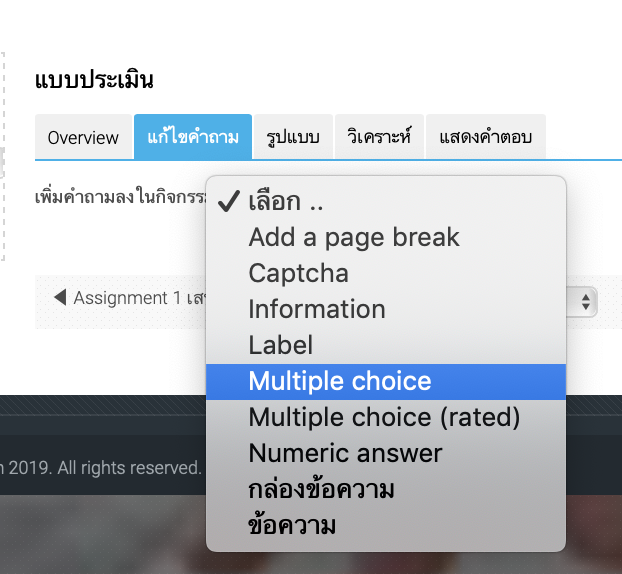 แบบประเมิน
Overview
แก้ไขคำถาม
รูปแบบ
วิเคราะห์
แสดงคำตอบ
เพิ่มคำถามลงในกิจกรร
✓ เลือก ..
Add a page break
Captcha
Information
Label
Multiple choice
Multiple choice (rated)
Numeric answer
กล่องข้อความ
ข้อความ
◀ Assignment 1 เส
n 2019. All rights reserved.